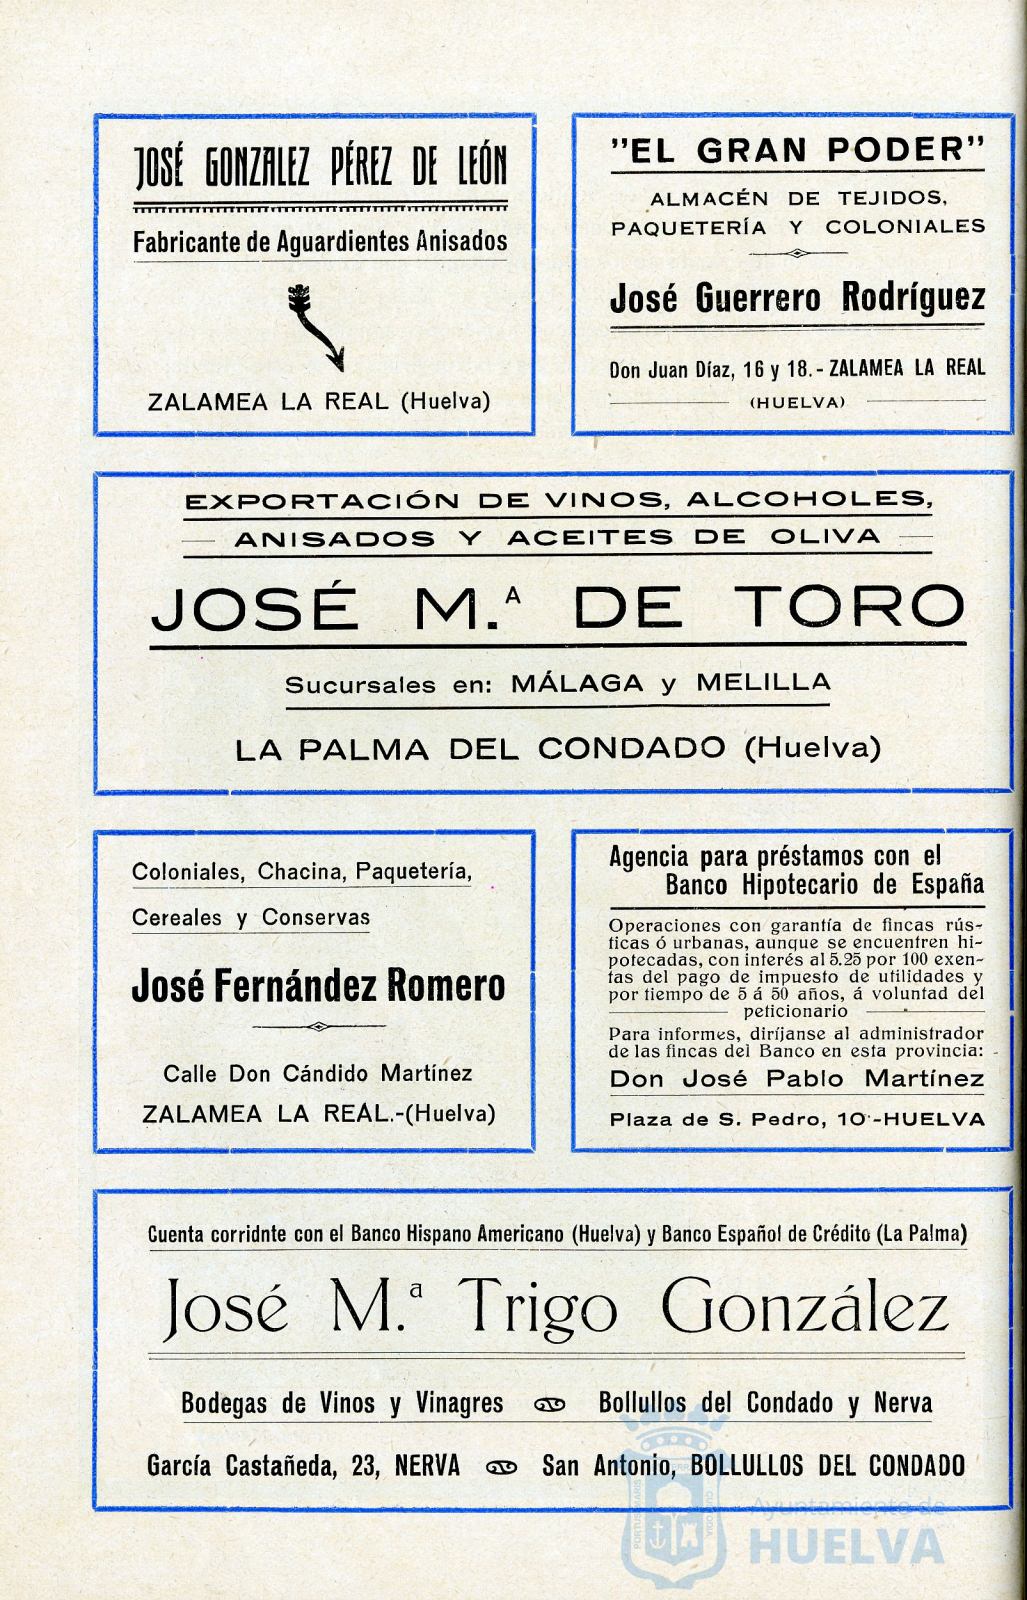 JOSÉ GONZALEZ PÉREZ DE LEÓN
Fabricante de Aguardientes Anisados
ZALAMEA LA REAL (Huelva)
"EL GRAN PODER"
ALMACÉN DE TEJIDOS,
PAQUETERÍA Y COLONIALES
José Guerrero Rodríguez
Don Juan Díaz, 16 y 18.- ZALAMEA LA REAL
(HUELVA)
EXPORTACIÓN DE VINOS, ALCOHOLES,
ANISADOS Y ACEITES DE OLIVA
JOSÉ M.ᴬ DE TORO
Sucursales en: MÁLAGA y MELILLA
LA PALMA DEL CONDADO (Huelva)
Coloniales, Chacina, Paquetería,
Cereales y Conservas
José Fernández Romero
Calle Don Cándido Martínez
ZALAMEA LA REAL.-(Huelva)
Agencia para préstamos con el
Banco Hipotecario de España
Operaciones con garantía de fincas rús-
ticas ó urbanas, aunque se encuentren hi-
potecadas, con interés al 5.25 por 100 exen-
tas del pago de impuesto de utilidades y
por tiempo de 5 á 50 años, á voluntad del
peticionario
Para informes, diríjanse al administrador
de las fincas del Banco en esta provincia:
Don José Pablo Martínez
Plaza de S. Pedro, 10-HUELVA
Cuenta corridnte con el Banco Hispano Americano (Huelva) y Banco Español de Crédito (La Palma)
José M.ª Trigo González
Bodegas de Vinos y Vinagres Bollullos del Condado y Nerva
García Castañeda, 23, NERVA San Antonio, BOLLULLOS DEL CONDADO
Ayuntamiento de
HUELVA